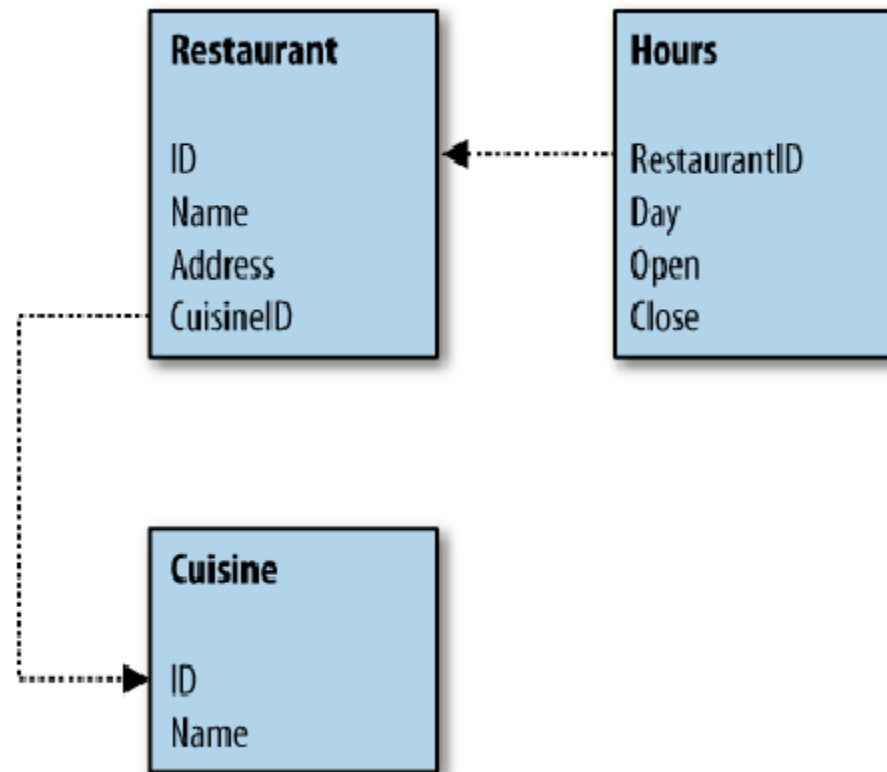 Restaurant
ID
Name
Address
CuisineID
Hours
RestaurantID
Day
Open
Close
Cuisine
ID
Name